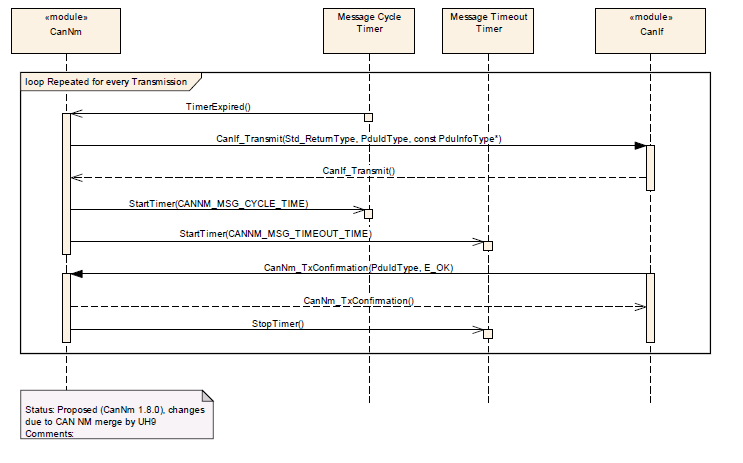 «module»
CanNm
Message Cycle
Timer
Message Timeout
Timer
«module»
CanIf
loop Repeated for every Transmission
TimerExpired()
CanIf_Transmit(Std_ReturnType, PduIdType, const PduInfoType*)
CanIf_Transmit()
StartTimer(CANNM_MSG_CYCLE_TIME)
StartTimer(CANNM_MSG_TIMEOUT_TIME)
CanNm_TxConfirmation(PduIdType, E_OK)
CanNm_TxConfirmation()
StopTimer()
Status: Proposed (CanNm 1.8.0), changes
due to CAN NM merge by UH9
Comments: